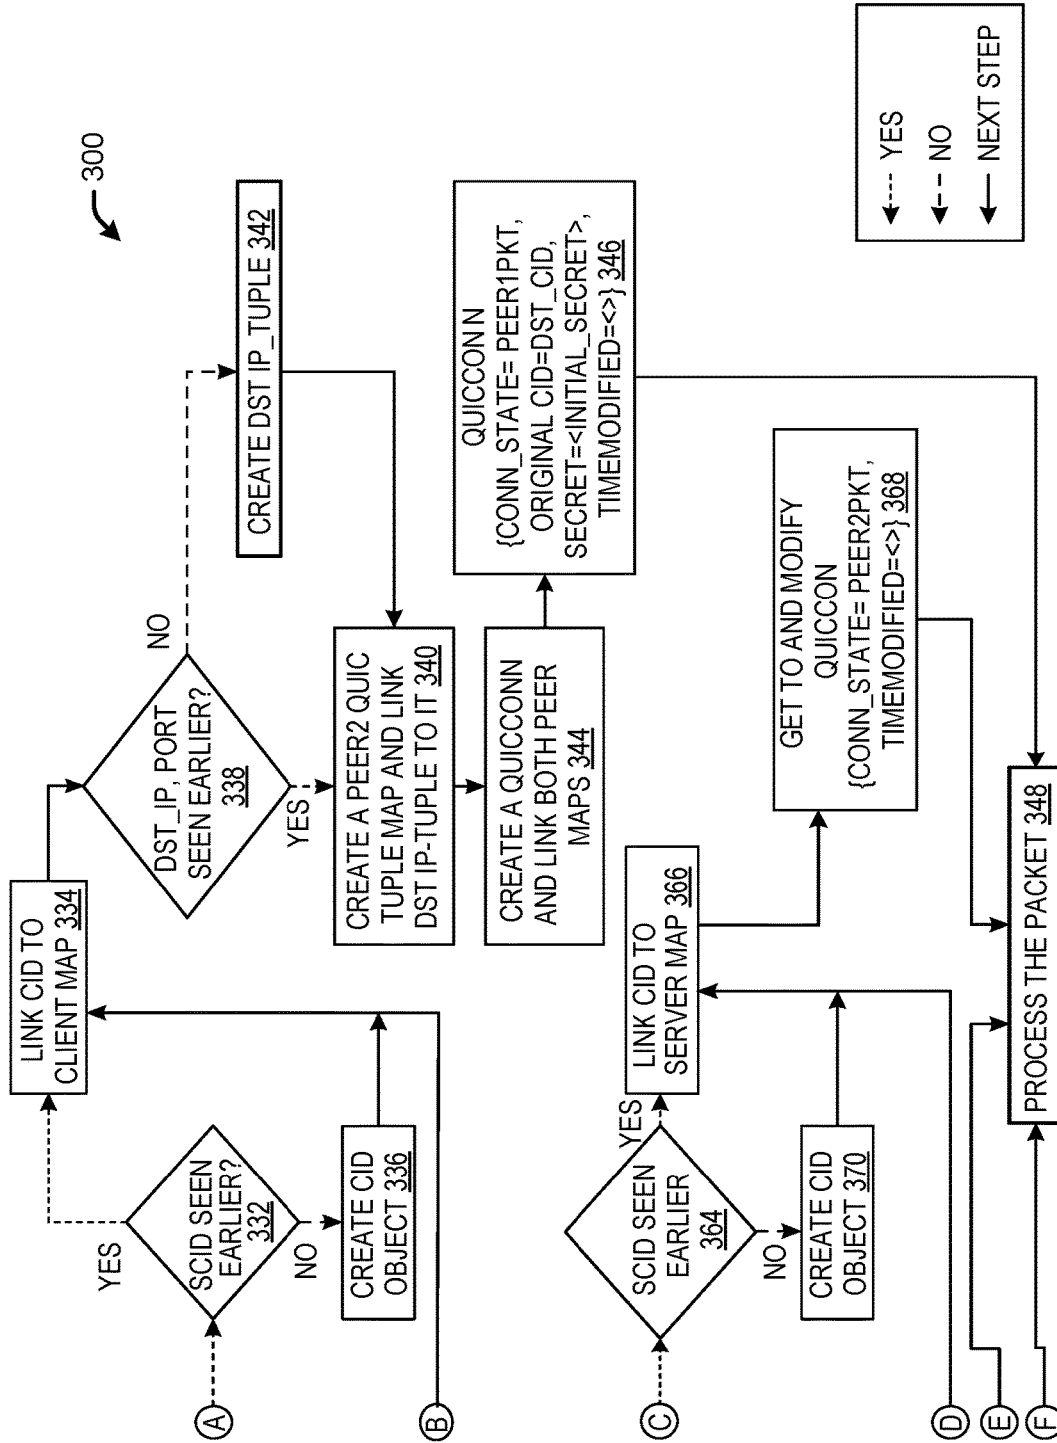 300
A
SCID SEEN
EARLIER?
332
YES
NO
CREATE CID
OBJECT 336
B
LINK CID TO
CLIENT MAP 334
DST_IP, PORT
SEEN EARLIER?
338
NO
YES
CREATE DST IP_TUPLE 342
CREATE A PEER2 QUIC
TUPLE MAP AND LINK
DST IP-TUPLE TO IT 340
CREATE A QUICCONN
AND LINK BOTH PEER
MAPS 344
QUICCON N
{CONN_STATE= PEER1PKT,
ORIGINAL CID=DST_CID,
SECRET=<INITIAL_SECRET>,
TIMEMODIFIED=<>} 346
C
SCID SEEN
EARLIER
364
YES
NO
CREATE CID
OBJECT 370
LINK CID TO
SERVER MAP 366
GET TO AND MODIFY
QUICCON
{CONN_STATE= PEER2PKT,
TIMEMODIFIED=<>} 368
D
E
F
PROCESS THE PACKET 348
YES
NO
NEXT STEP